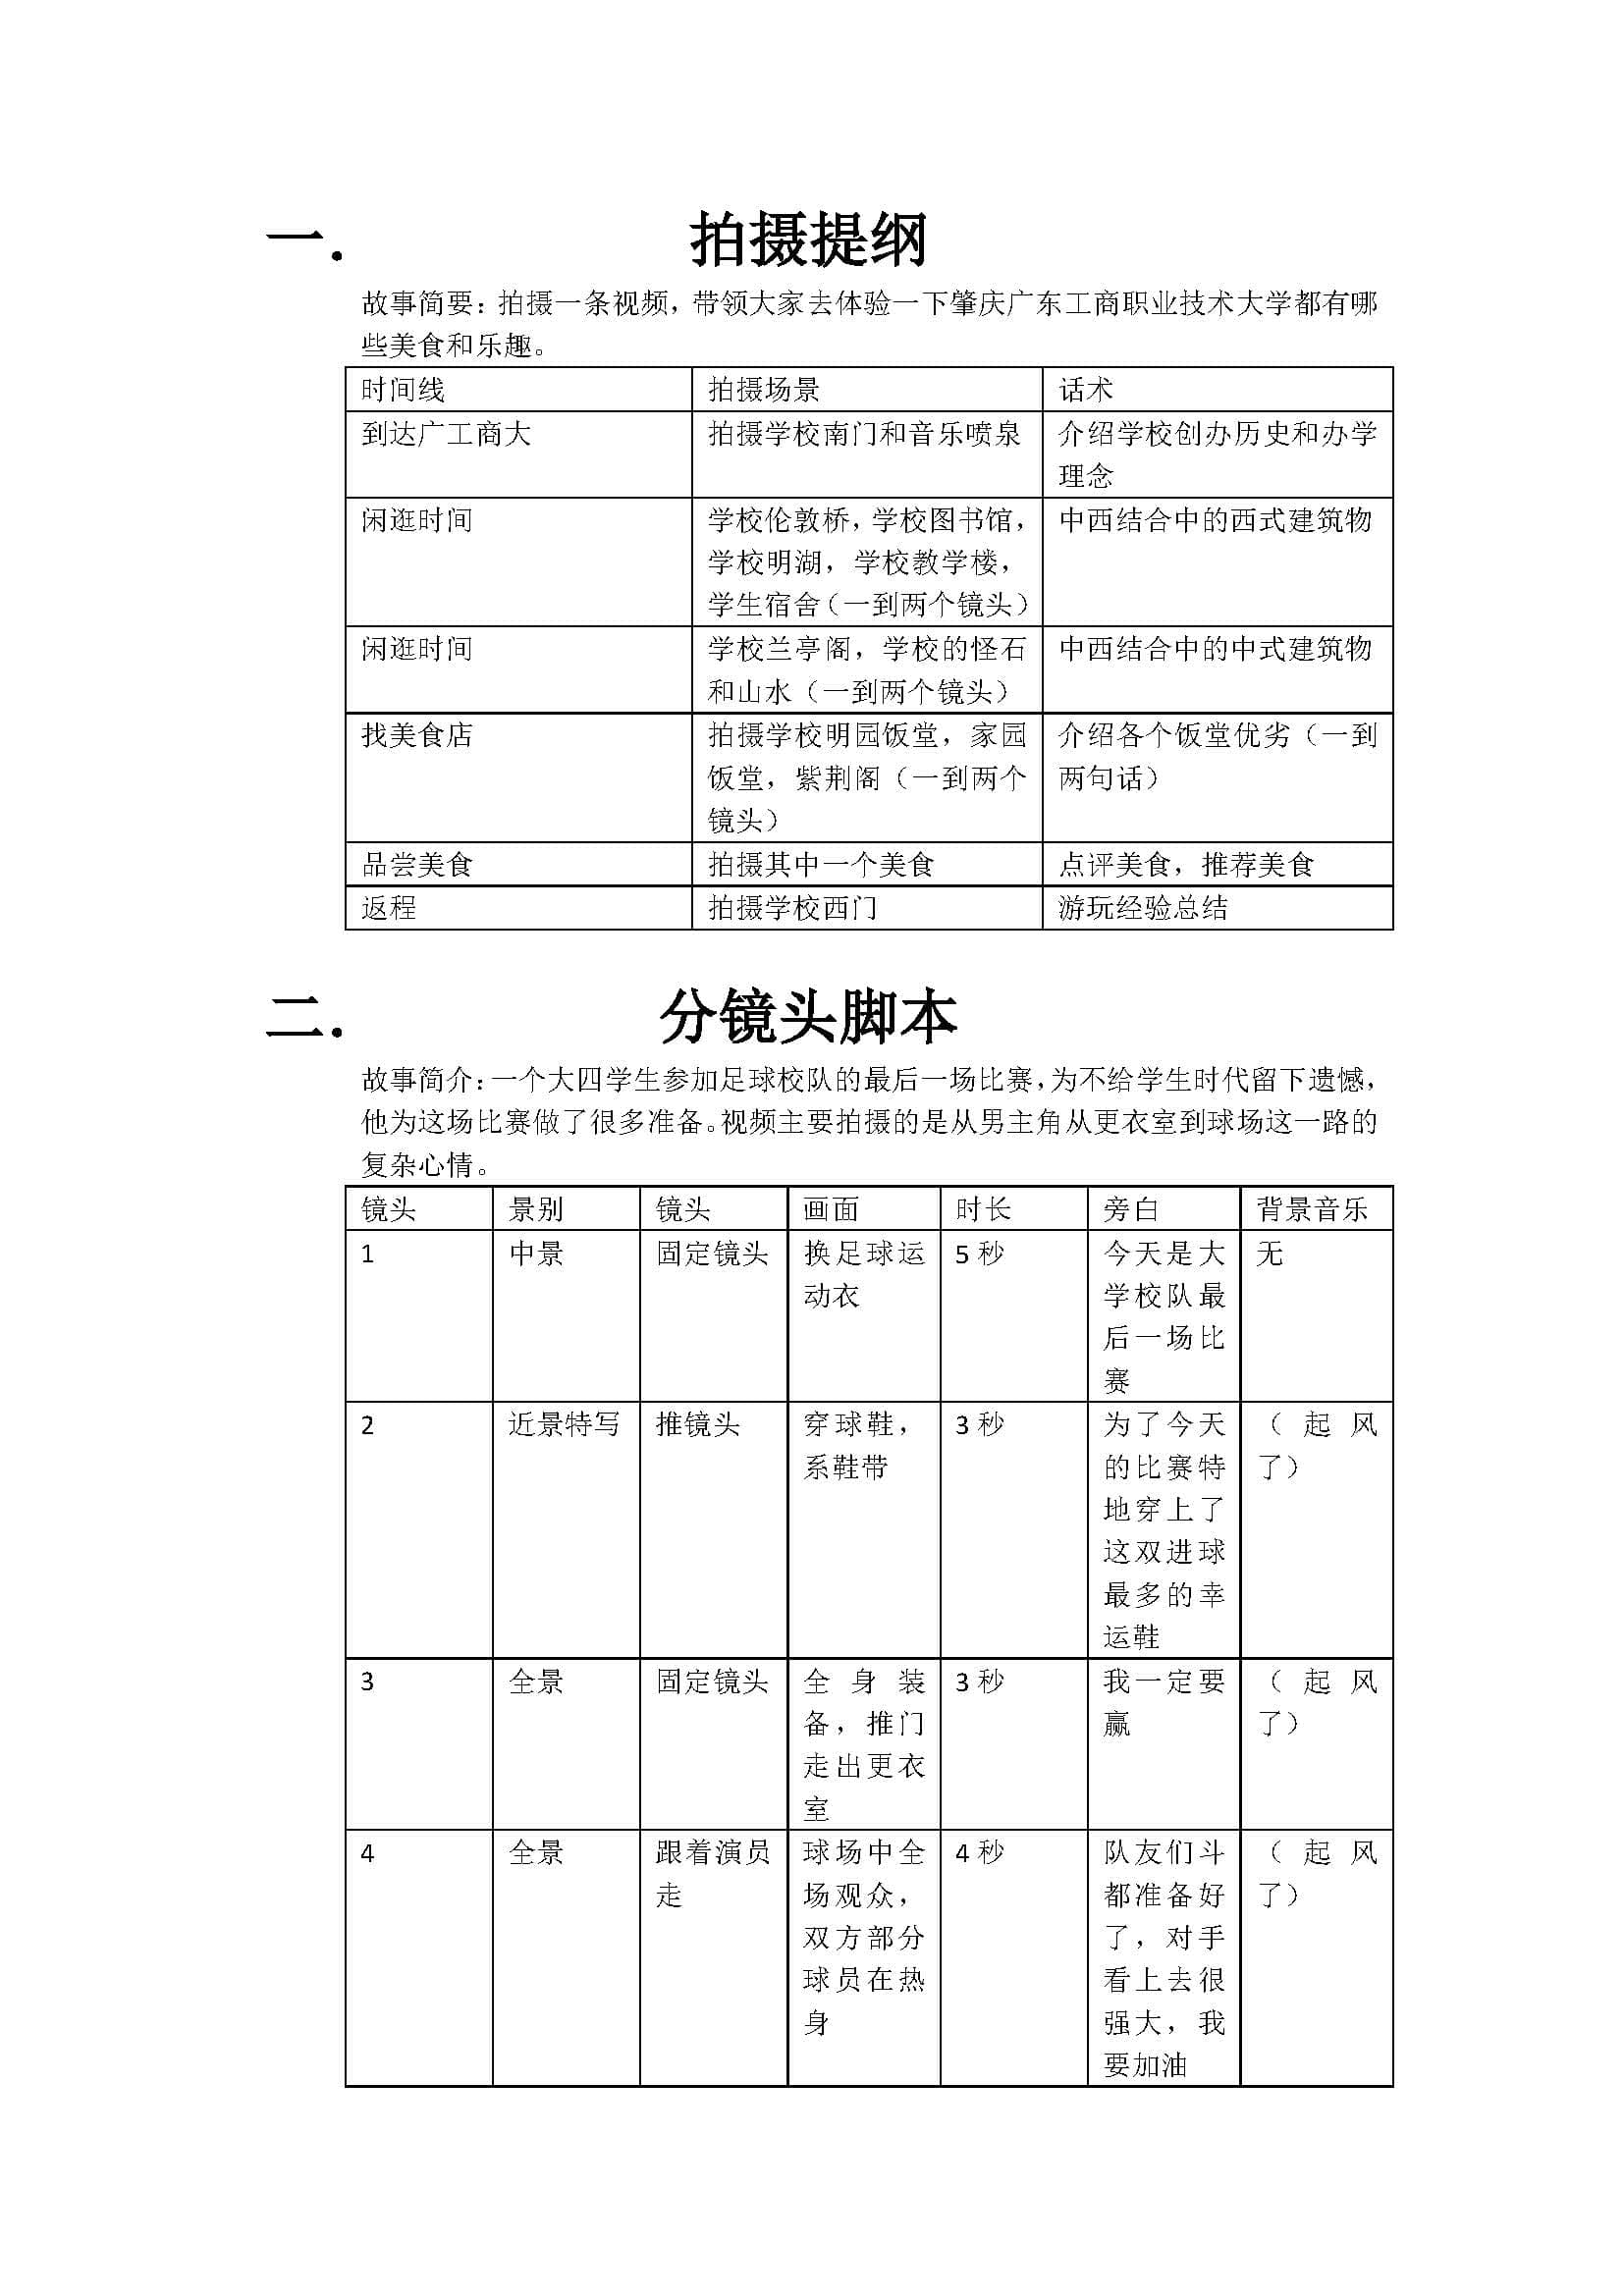 一. 拍摄提纲
故事简要：拍摄一条视频，带领大家去体验一下肇庆广东工商职业技术大学都有哪
些美食和乐趣。
时间线 拍摄场景 话术
到达广工商大 拍摄学校南门和音乐喷泉 介绍学校创办历史和办学
理念
闲逛时间 学校伦敦桥，学校图书馆， 中西结合中的西式建筑物
学校明湖，学校教学楼，
学生宿舍（一到两个镜头）
闲逛时间 学校兰亭阁，学校的怪石 中西结合中的中式建筑物
和山水（一到两个镜头）
找美食店 拍摄学校明园饭堂，家园 介绍各个饭堂优劣（一到
饭堂，紫荆阁（一到两个 两句话）
镜头）
品尝美食 拍摄其中一个美食 点评美食，推荐美食
返程 拍摄学校西门 游玩经验总结
二. 分镜头脚本
故事简介：一个大四学生参加足球校队的最后一场比赛，为不给学生时代留下遗憾，
他为这场比赛做了很多准备。视频主要拍摄的是从男主角从更衣室到球场这一路的
复杂心情。
镜头 景别 镜头 画面 时长 旁白 背景音乐
1 中景 固定镜头 换足球运 5 秒 今天是大 无
动衣 学校队最
后一场比
赛
2 近景特写 推镜头 穿球鞋， 3 秒 为了今天 （起风
系鞋带 的比赛特 了）
地穿上了
这双进球
最多的幸
运鞋
3 全景 固定镜头 全身装 3 秒 我一定要 （起风
备，推门 赢 了）
走出更衣
室
4 全景 跟着演员 球场中全 4 秒 队友们斗 （起风
走 场观众， 都准备好 了）
双方部分 了，对手
球员在热 看上去很
身 强大，我
要加油